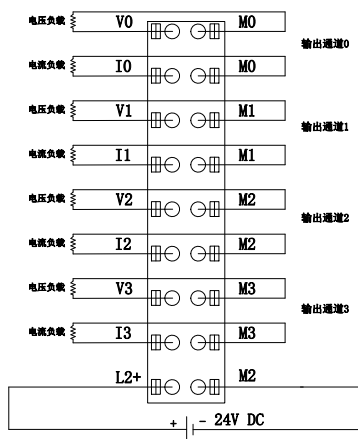 电压负载 V0 M0
输出通道0
电流负载 I0 M0
电压负载 V1 M1
输出通道1
电流负载 I1 M1
电压负载 V2 M2
输出通道2
电流负载 I2 M2
电压负载 V3 M3
输出通道3
电流负载 I3 M3
L2+ M2
+ - 24V DC